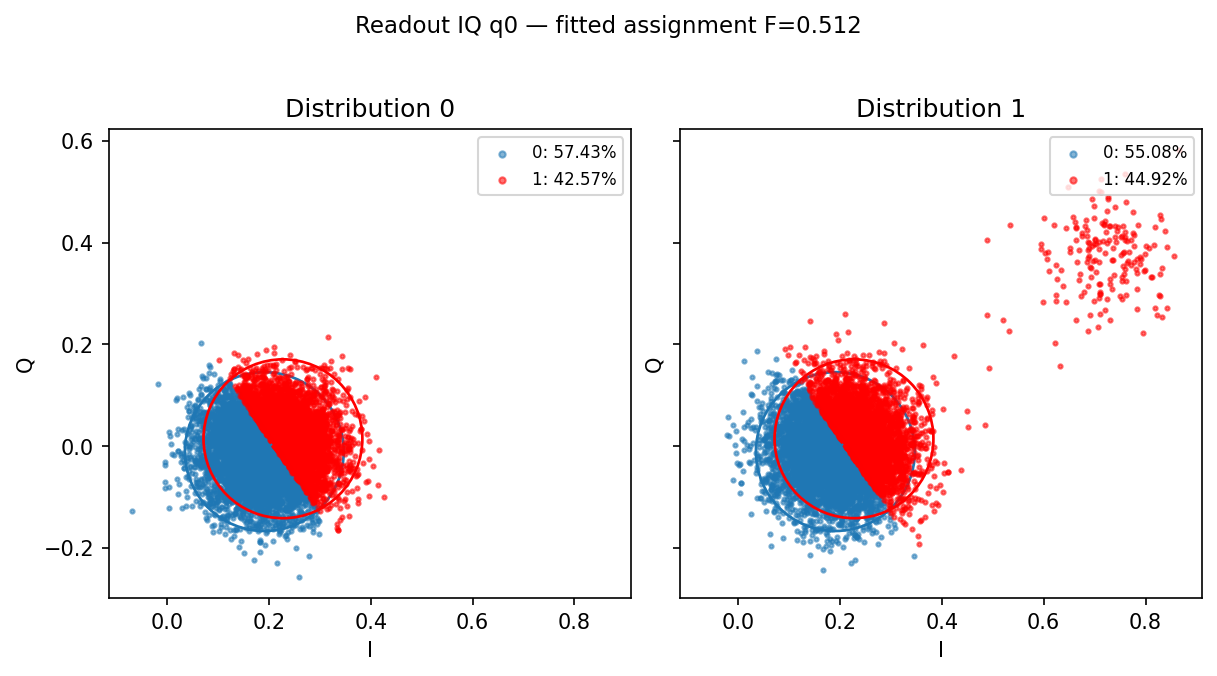 Readout IQ q0 — fitted assignment F=0.512
Distribution 0
Distribution 1
0: 57.43%
1: 42.57%
0: 55.08%
1: 44.92%
Q
0.6
0.4
0.2
0.0
−0.2
Q
0.0 0.2 0.4 0.6 0.8
I
0.0 0.2 0.4 0.6 0.8
I